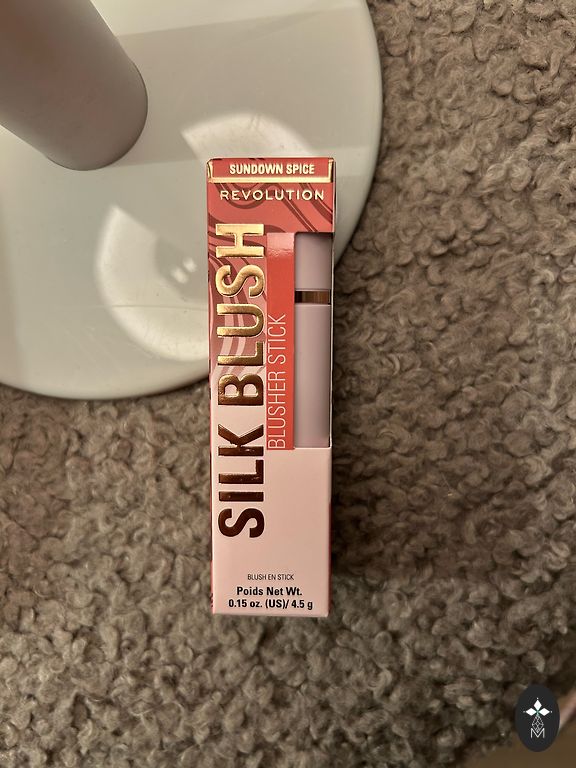 SUNDOWN SPICE
REVOLUTION
SILK BLUSH
BLUSHER STICK
BLUSH EN STICK
Poids Net Wt.
0.15 oz. (US)/ 4.5 g
M